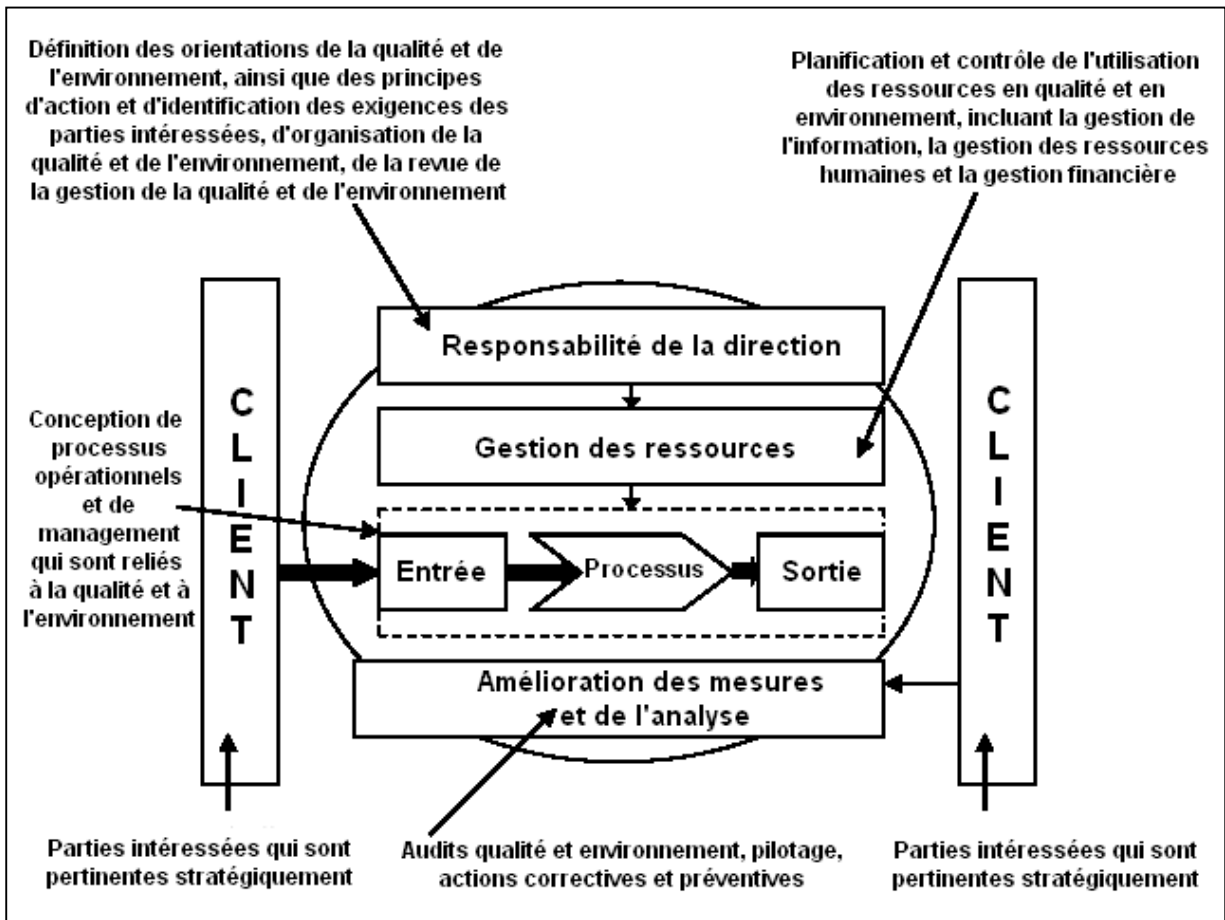 Définition des orientations de la qualité et de
l'environnement, ainsi que des principes
d'action et d'identification des exigences des
parties intéressées, d'organisation de la
qualité et de l'environnement, de la revue de
la gestion de la qualité et de l'environnement
Planification et contrôle de l'utilisation
des ressources en qualité et en
environnement, incluant la gestion de
l'information, la gestion des ressources
humaines et la gestion financière
Conception de
processus
opérationnels
et de
management
qui sont reliés
à la qualité et à
l'environnement
CLIENT
Responsabilité de la direction
Gestion des ressources
Entrée
Processus
Sortie
Amélioration des mesures
et de l'analyse
CLIENT
Parties intéressées qui sont
pertinentes stratégiquement
Audits qualité et environnement, pilotage,
actions correctives et préventives
Parties intéressées qui sont
pertinentes stratégiquement